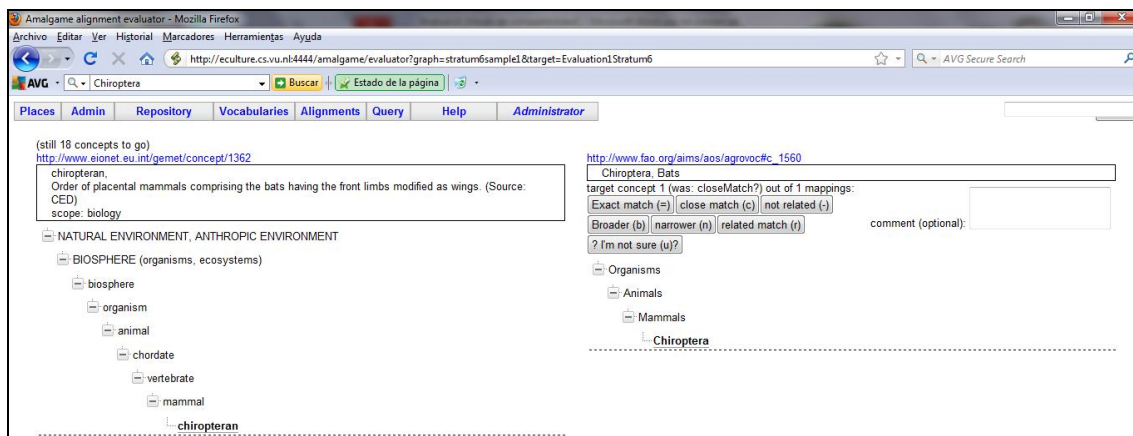 Amalgame alignment evaluator - Mozilla Firefox
Archivo Editar Ver Historial Marcadores Herramientas Ayuda
http://eculture.cs.vu.nl:4444/amalgame/evaluator?graph=stratum6sample1&target=Evaluation1Stratum6
AVG Secure Search
AVG Chiroptera Buscar Estado de la página
Places Admin Repository Vocabularies Alignments Query Help Administrator
(still 18 concepts to go)
http://www.eionet.eu.int/gemet/concept/1362
chiropteran,
Order of placental mammals comprising the bats having the front limbs modified as wings. (Source:
CED)
scope: biology
NATURAL ENVIRONMENT, ANTHROPIC ENVIRONMENT
BIOSPHERE (organisms, ecosystems)
biosphere
organism
animal
chordate
vertebrate
mammal
chiropteran
http://www.fao.org/aims/aos/agrovoc#c_1560
Chiroptera, Bats
target concept 1 (was: closeMatch?) out of 1 mappings:
Exact match (=) close match (c) not related (-)
Broader (b) narrower (n) related match (r)
comment (optional):
? I'm not sure (u)?
Organisms
Animals
Mammals
Chiroptera